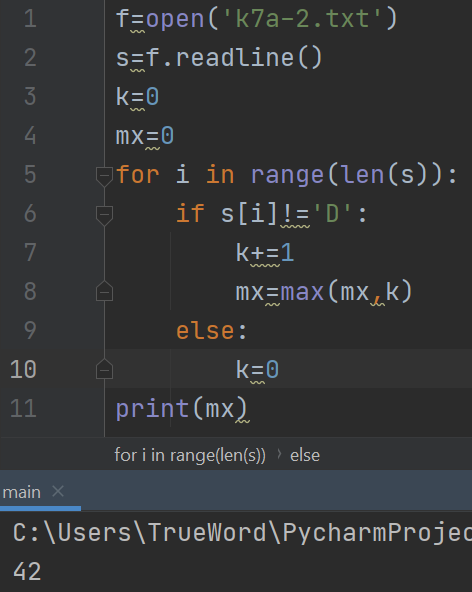 1 f=open('k7a-2.txt')
2 s=f.readline()
3 k=0
4 mx=0
5 for i in range(len(s)):
6     if s[i]!='D':
7         k+=1
8         mx=max(mx,k)
9     else:
10         k=0
11 print(mx)
for i in range(len(s)) › else
main ×
C:\Users\TrueWord\PycharmProjec
42